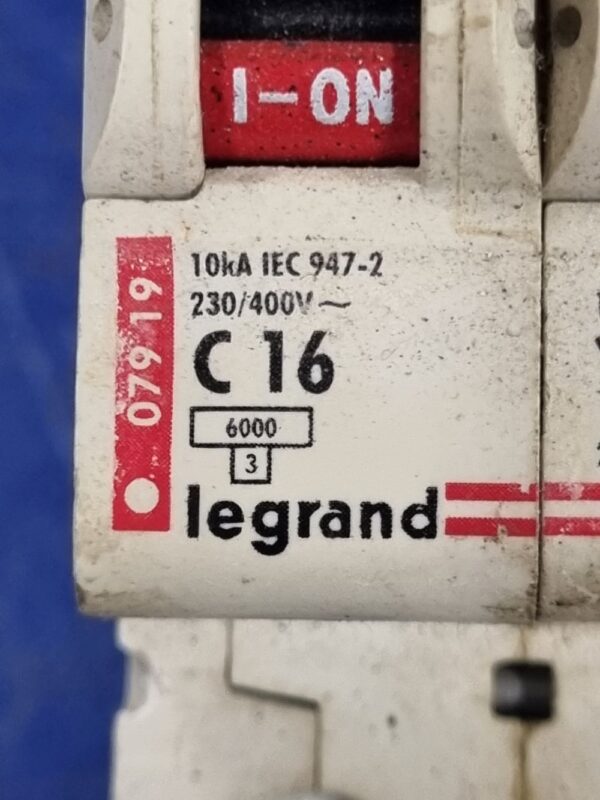 I-ON
10kA IEC 947-2
230/400V ~
C 16
079 19
6000
3
legrand